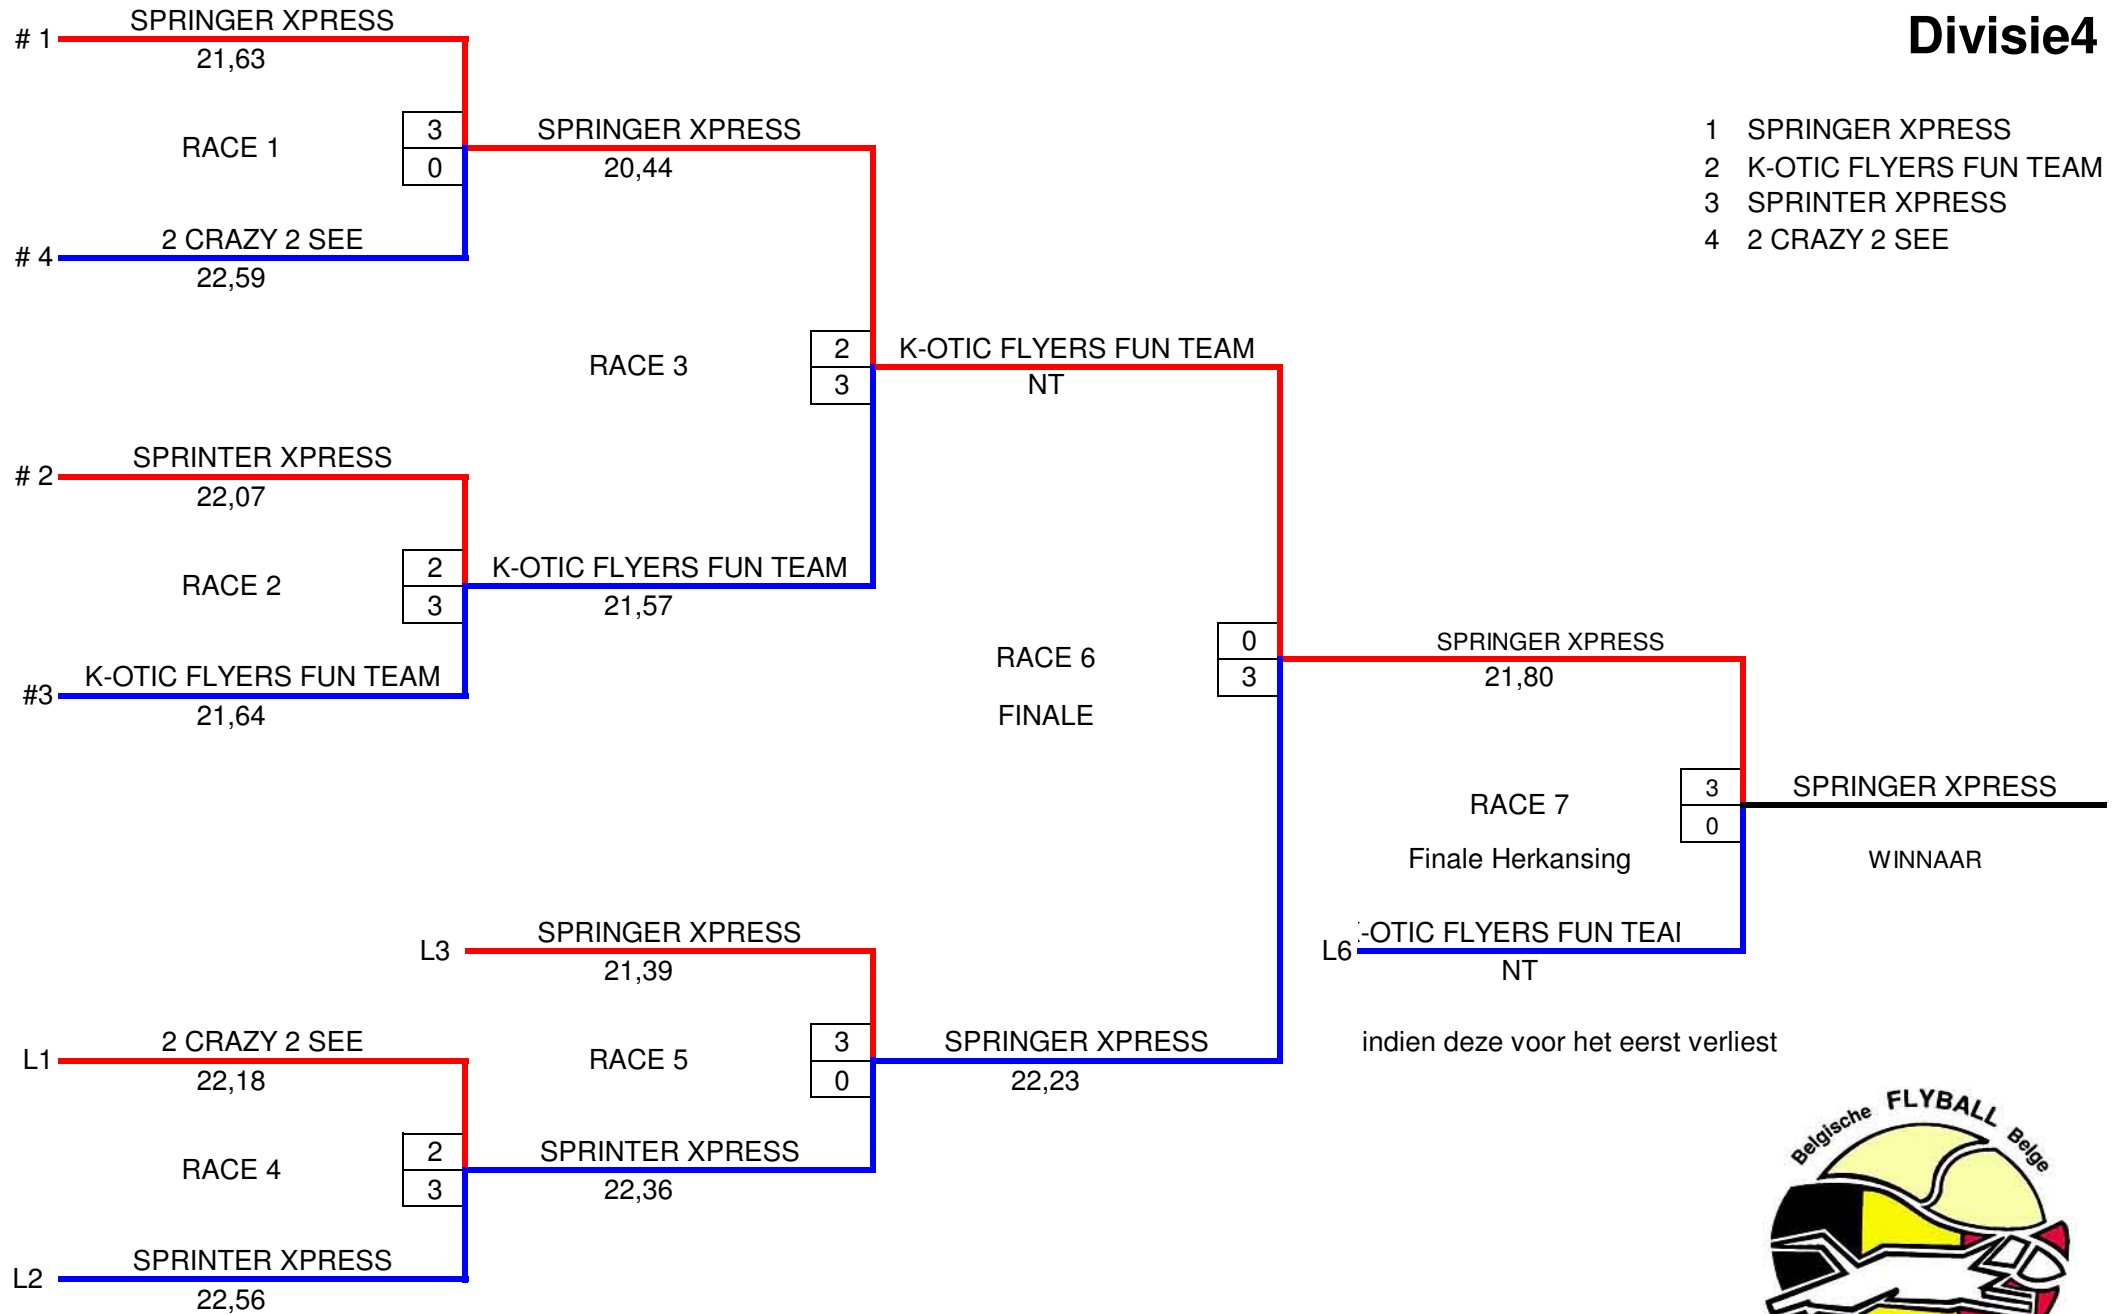 Divisie4
1 SPRINGER XPRESS
2 K-OTIC FLYERS FUN TEAM
3 SPRINTER XPRESS
4 2 CRAZY 2 SEE
# 1 SPRINGER XPRESS
21,63
RACE 1
3
0
# 4 2 CRAZY 2 SEE
22,59
SPRINGER XPRESS
20,44
RACE 3
2
3
# 2 SPRINTER XPRESS
22,07
RACE 2
2
3
#3 K-OTIC FLYERS FUN TEAM
21,64
K-OTIC FLYERS FUN TEAM
21,57
K-OTIC FLYERS FUN TEAM
NT
RACE 6
FINALE
0
3
SPRINGER XPRESS
21,80
RACE 7
Finale Herkansing
3
0
SPRINGER XPRESS
WINNAAR
L6 -OTIC FLYERS FUN TEAM
NT
indien deze voor het eerst verliest
L3 SPRINGER XPRESS
21,39
RACE 5
3
0
SPRINGER XPRESS
22,23
L1 2 CRAZY 2 SEE
22,18
RACE 4
2
3
SPRINTER XPRESS
22,36
L2 SPRINTER XPRESS
22,56
Belgische FLYBALL Belge